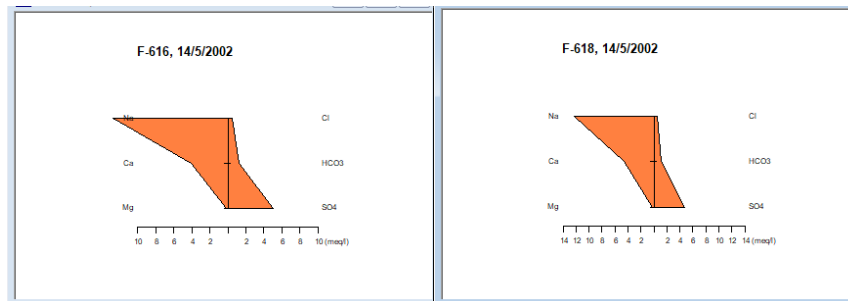 F-616, 14/5/2002
Na Cl
Ca HCO3
Mg SO4
10 8 6 4 2 2 4 6 8 10 (meq/l)
F-618, 14/5/2002
Na Cl
Ca HCO3
Mg SO4
14 12 10 8 6 4 2 2 4 6 8 10 12 14 (meq/l)